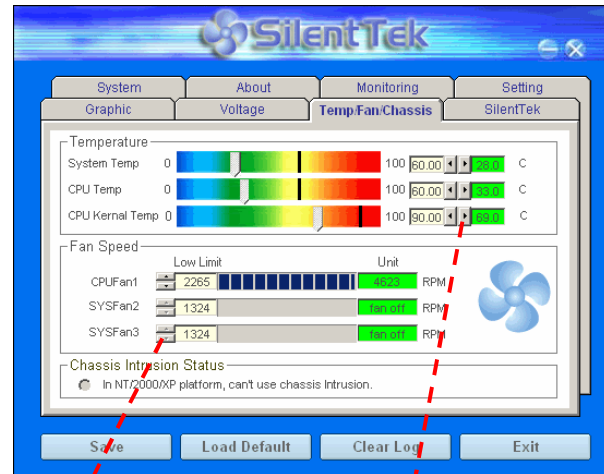 SilentTek
System About Monitoring Setting
Graphic Voltage Temp/Fan/Chassis SilentTek
Temperature
System Temp 0 100 60.00 28.0 C
CPU Temp 0 100 60.00 33.0 C
CPU Kernal Temp 0 100 90.00 69.0 C
Fan Speed
Low Limit Unit
CPUFan1 2265 4623 RPM
SYSFan2 1324 fan off RPM
SYSFan3 1324 fan off RPM
Chassis Intrusion Status
In NT/2000/XP platform, can't use chassis Intrusion.
Save Load Default Clear Log Exit